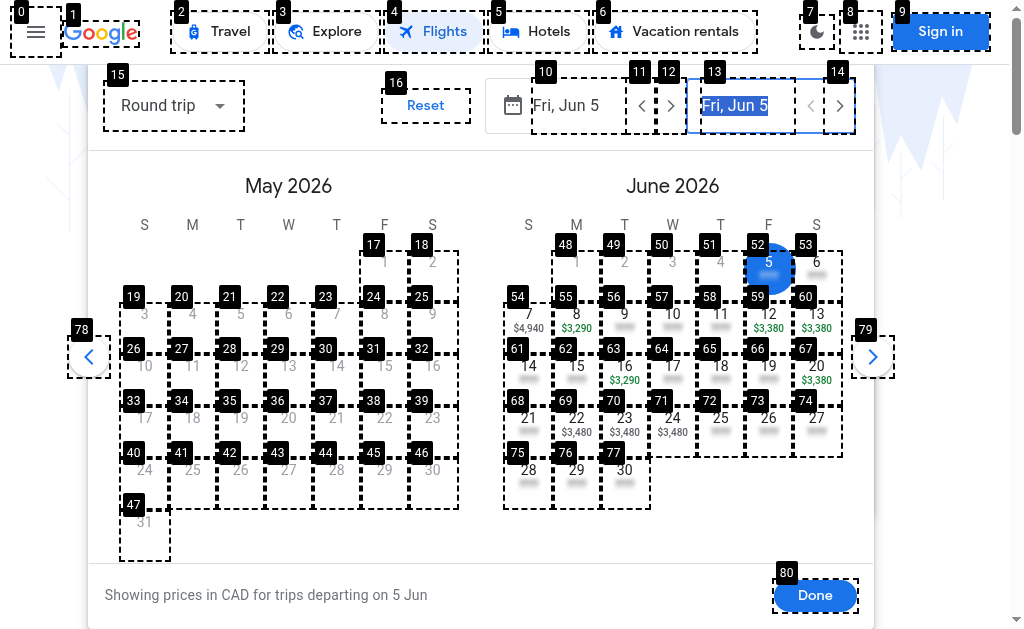 0 1 2 3 4 5 6 7 8 9
Google Travel Explore Flights Hotels Vacation rentals Sign in
10 11 12 13 14 15 16
Round trip Reset Fri, Jun 5 Fri, Jun 5
May 2026 June 2026
S M T W T F S S M T W T F S
17 18 48 49 50 51 52 53
1 2 1 2 3 4 5 6
19 20 21 22 23 24 25 54 55 56 57 58 59 60
3 4 5 6 7 8 9 7 8 9 10 11 12 13
$4,940 $3,290 $3,380 $3,380
78 26 27 28 29 30 31 32 61 62 63 64 65 66 67 79
10 11 12 13 14 15 16 14 15 16 17 18 19 20
$3,290 $3,380
33 34 35 36 37 38 39 68 69 70 71 72 73 74
17 18 19 20 21 22 23 21 22 23 24 25 26 27
$3,480 $3,480 $3,480
40 41 42 43 44 45 46 75 76 77
24 25 26 27 28 29 30 28 29 30
47
31
80
Showing prices in CAD for trips departing on 5 Jun Done